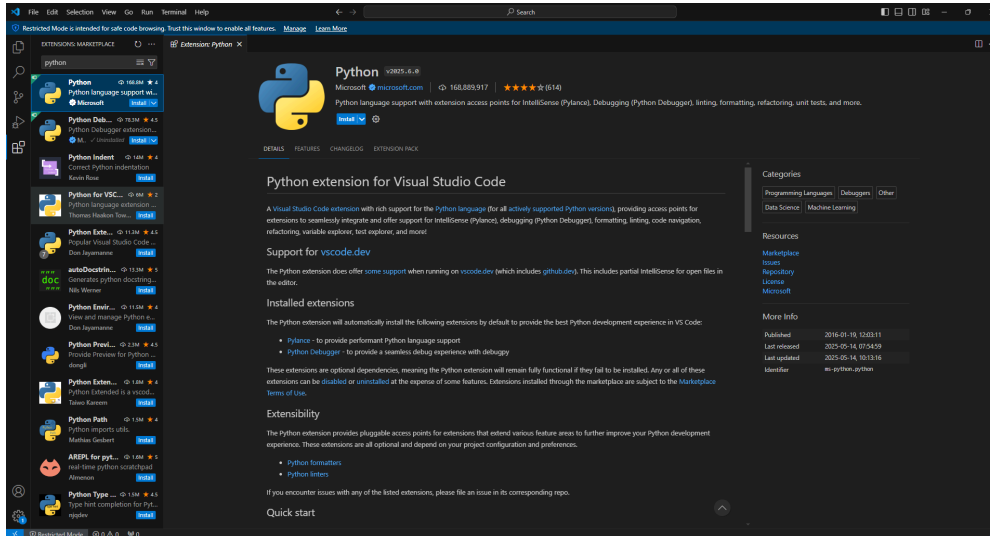 File Edit Selection View Go Run Terminal Help
Search
Restricted Mode is intended for safe code browsing. Trust this window to enable all features. Manage Learn More
EXTENSIONS: MARKETPLACE
Extension: Python
python
Python 168.8M ★ 4
Python language support wi...
Microsoft Install
Python Deb... 78.3M ★ 4.5
Python Debugger extension...
M.. ✓ Uninstalled Install
Python Indent 14M ★ 4
Correct Python indentation
Kevin Rose Install
Python for VSC... 6M ★ 2
Python language extension ...
Thomas Haakon Tow... Install
Python Exte... 11.3M ★ 4.5
Popular Visual Studio Code ...
Don Jayamanne Install
7
autoDocstrin... 13.3M ★ 5
Generates python docstring...
Nils Werner Install
doc
Python Envir... 11.5M ★ 4
View and manage Python e...
Don Jayamanne Install
Python Previ... 2.3M ★ 4.5
Provide Preview for Python ...
dongli Install
Python Exten... 1.8M ★ 4
Python Extended is a vscod...
Taiwo Kareem Install
Python Path 1.5M ★ 4
Python imports utils.
Mathias Gesbert Install
AREPL for pyt... 1.6M ★ 5
real-time python scratchpad
Almenon Install
Python Type ... 1.5M ★ 4.5
Type hint completion for Pyt...
njqdev Install
Python v2025.6.0
Microsoft microsoft.com | 168,889,917 | ★★★★☆(614)
Python language support with extension access points for IntelliSense (Pylance), Debugging (Python Debugger), linting, formatting, refactoring, unit tests, and more.
Install
DETAILS FEATURES CHANGELOG EXTENSION PACK
Python extension for Visual Studio Code
A Visual Studio Code extension with rich support for the Python language (for all actively supported Python versions), providing access points for
extensions to seamlessly integrate and offer support for IntelliSense (Pylance), debugging (Python Debugger), formatting, linting, code navigation,
refactoring, variable explorer, test explorer, and more!
Support for vscode.dev
The Python extension does offer some support when running on vscode.dev (which includes github.dev). This includes partial IntelliSense for open files in
the editor.
Installed extensions
The Python extension will automatically install the following extensions by default to provide the best Python development experience in VS Code:
• Pylance - to provide performant Python language support
• Python Debugger - to provide a seamless debug experience with debugpy
These extensions are optional dependencies, meaning the Python extension will remain fully functional if they fail to be installed. Any or all of these
extensions can be disabled or uninstalled at the expense of some features. Extensions installed through the marketplace are subject to the Marketplace
Terms of Use.
Extensibility
The Python extension provides pluggable access points for extensions that extend various feature areas to further improve your Python development
experience. These extensions are all optional and depend on your project configuration and preferences.
• Python formatters
• Python linters
If you encounter issues with any of the listed extensions, please file an issue in its corresponding repo.
Quick start
Categories
Programming Languages Debuggers Other
Data Science Machine Learning
Resources
Marketplace
Issues
Repository
License
Microsoft
More Info
Published 2016-01-19, 12:03:11
Last released 2025-05-14, 07:54:59
Last updated 2025-05-14, 10:13:16
Identifier ms-python.python
1
Restricted Mode 0 0 0